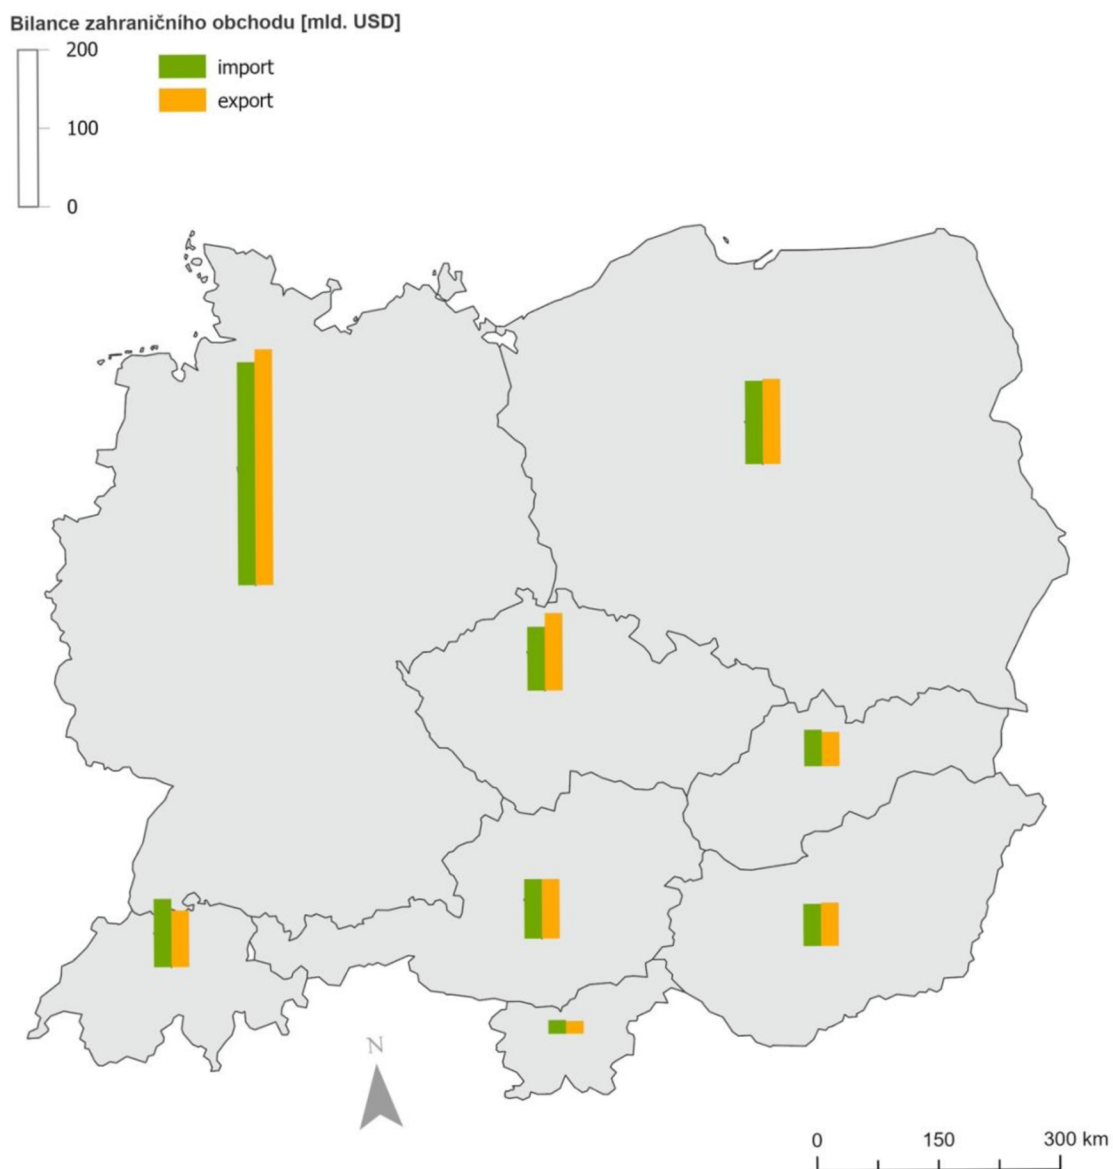 Bilance zahraničního obchodu [mld. USD]
200
import
export
100
0
N
0 150 300 km